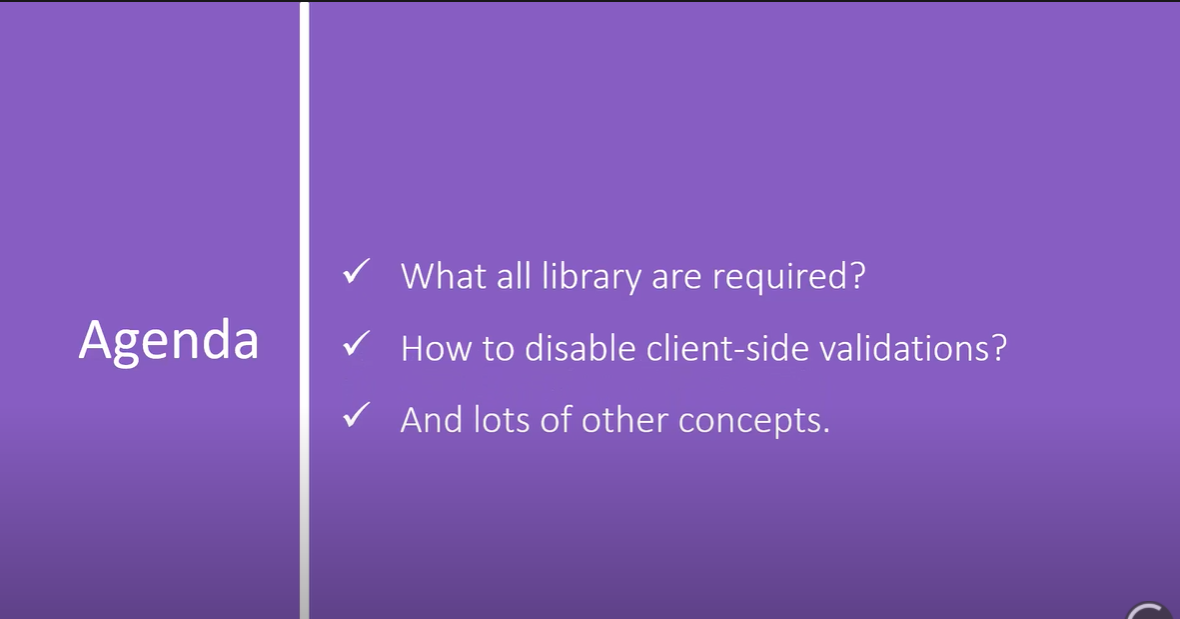 Agenda
What all library are required?
How to disable client-side validations?
And lots of other concepts.